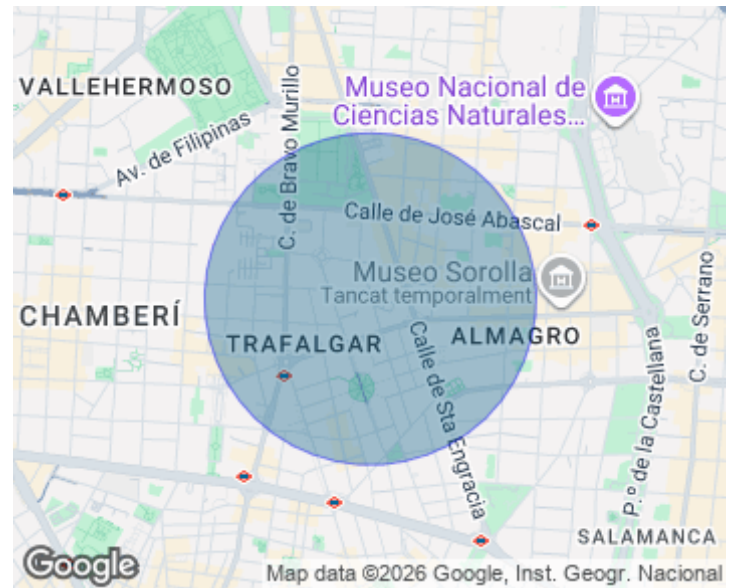 VALLEHERMOSO
Museo Nacional de
Ciencias Naturales...
Av. de Filipinas
C. de Bravo Murillo
Calle de José Abascal
Museo Sorolla
Tancat temporalment
CHAMBERÍ
TRAFALGAR
ALMAGRO
C. de Serrano
Calle de Sta Engracia
P.º de la Castellana
SALAMANCA
Google
Map data ©2026 Google, Inst. Geogr. Nacional